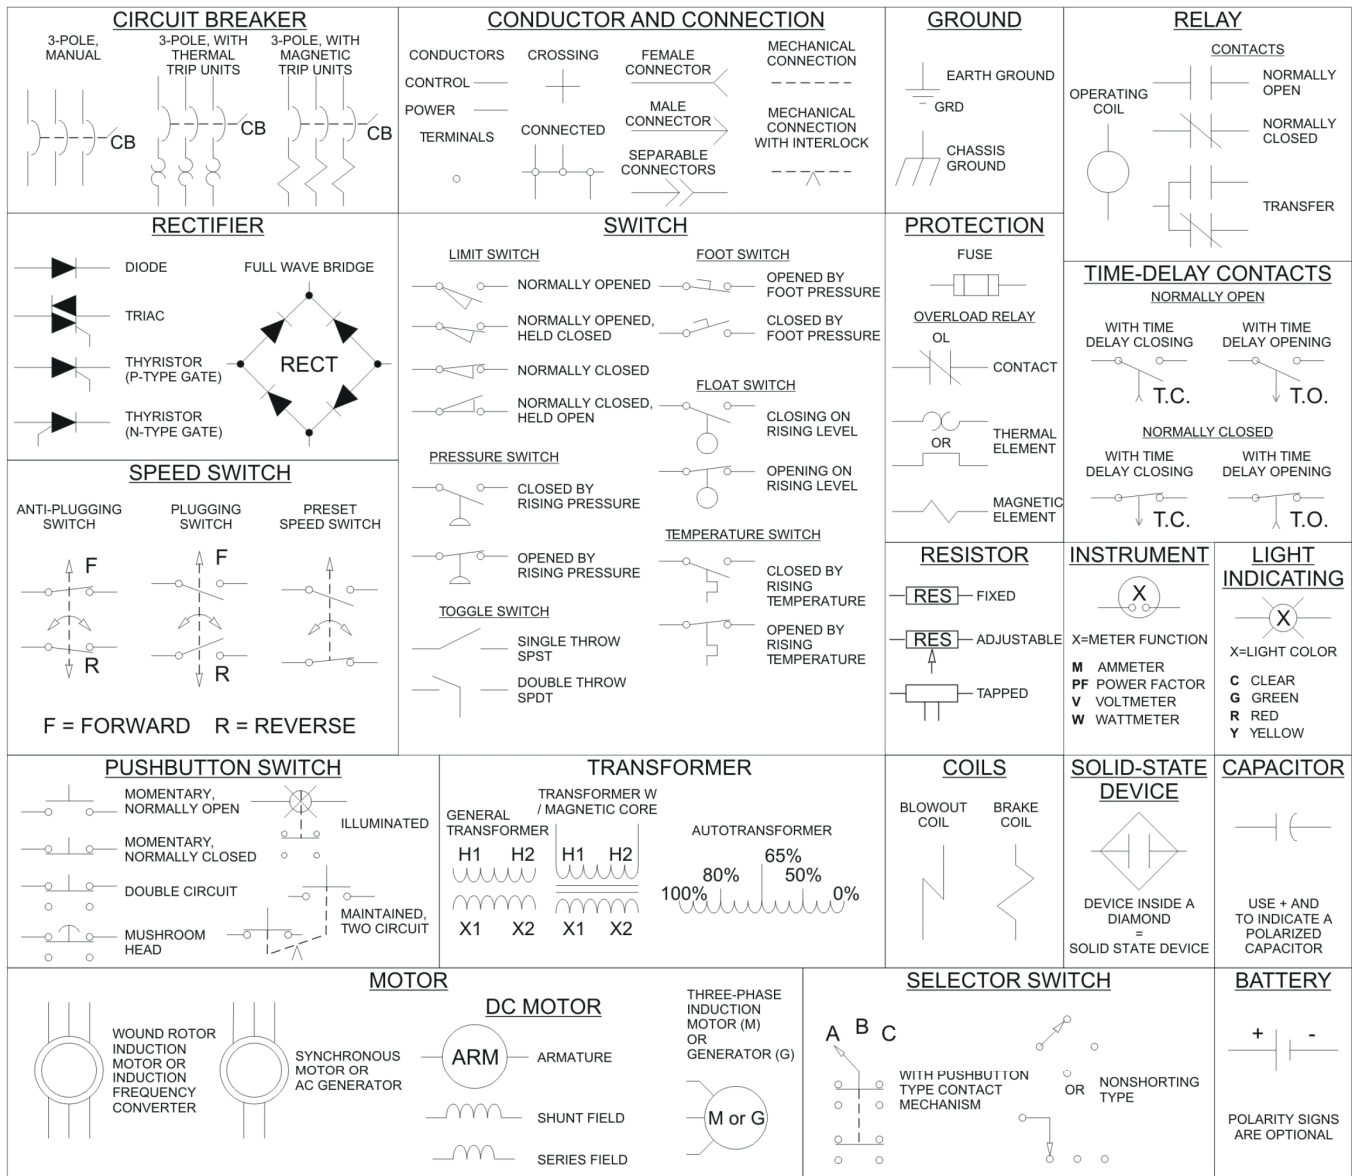 CIRCUIT BREAKER
3-POLE,
MANUAL
3-POLE, WITH
THERMAL
TRIP UNITS
3-POLE, WITH
MAGNETIC
TRIP UNITS
CB
CB
CB
CONDUCTOR AND CONNECTION
CONDUCTORS
CONTROL
POWER
TERMINALS
CROSSING
CONNECTED
FEMALE
CONNECTOR
MALE
CONNECTOR
SEPARABLE
CONNECTORS
MECHANICAL
CONNECTION
MECHANICAL
CONNECTION
WITH INTERLOCK
GROUND
EARTH GROUND
GRD
CHASSIS
GROUND
RELAY
CONTACTS
OPERATING
COIL
NORMALLY
OPEN
NORMALLY
CLOSED
TRANSFER
RECTIFIER
DIODE
TRIAC
THYRISTOR
(P-TYPE GATE)
THYRISTOR
(N-TYPE GATE)
FULL WAVE BRIDGE
RECT
SWITCH
LIMIT SWITCH
NORMALLY OPENED
NORMALLY OPENED,
HELD CLOSED
NORMALLY CLOSED
NORMALLY CLOSED,
HELD OPEN
PRESSURE SWITCH
CLOSED BY
RISING PRESSURE
OPENED BY
RISING PRESSURE
TOGGLE SWITCH
SINGLE THROW
SPST
DOUBLE THROW
SPDT
FOOT SWITCH
OPENED BY
FOOT PRESSURE
CLOSED BY
FOOT PRESSURE
FLOAT SWITCH
CLOSING ON
RISING LEVEL
OPENING ON
RISING LEVEL
TEMPERATURE SWITCH
CLOSED BY
RISING
TEMPERATURE
OPENED BY
RISING
TEMPERATURE
PROTECTION
FUSE
OVERLOAD RELAY
OL
CONTACT
OR
THERMAL
ELEMENT
MAGNETIC
ELEMENT
TIME-DELAY CONTACTS
NORMALLY OPEN
WITH TIME
DELAY CLOSING
T.C.
WITH TIME
DELAY OPENING
T.O.
NORMALLY CLOSED
WITH TIME
DELAY CLOSING
T.C.
WITH TIME
DELAY OPENING
T.O.
SPEED SWITCH
ANTI-PLUGGING
SWITCH
PLUGGING
SWITCH
PRESET
SPEED SWITCH
F
R
F
R
F = FORWARD R = REVERSE
RESISTOR
RES
FIXED
RES
ADJUSTABLE
TAPPED
INSTRUMENT
X
X=METER FUNCTION
M AMMETER
PF POWER FACTOR
V VOLTMETER
W WATTMETER
LIGHT
INDICATING
X
X=LIGHT COLOR
C CLEAR
G GREEN
R RED
Y YELLOW
PUSHBUTTON SWITCH
MOMENTARY,
NORMALLY OPEN
MOMENTARY,
NORMALLY CLOSED
DOUBLE CIRCUIT
MUSHROOM
HEAD
ILLUMINATED
MAINTAINED,
TWO CIRCUIT
TRANSFORMER
GENERAL
TRANSFORMER
H1 H2
X1 X2
TRANSFORMER W
/ MAGNETIC CORE
H1 H2
X1 X2
AUTOTRANSFORMER
100% 80% 65% 50% 0%
COILS
BLOWOUT
COIL
BRAKE
COIL
SOLID-STATE
DEVICE
DEVICE INSIDE A
DIAMOND
=
SOLID STATE DEVICE
CAPACITOR
USE + AND
TO INDICATE A
POLARIZED
CAPACITOR
MOTOR
WOUND ROTOR
INDUCTION
MOTOR OR
INDUCTION
FREQUENCY
CONVERTER
SYNCHRONOUS
MOTOR OR
AC GENERATOR
DC MOTOR
ARM
ARMATURE
SHUNT FIELD
SERIES FIELD
THREE-PHASE
INDUCTION
MOTOR (M)
OR
GENERATOR (G)
M or G
SELECTOR SWITCH
A B C
WITH PUSHBUTTON
TYPE CONTACT
MECHANISM
OR
NONSHORTING
TYPE
BATTERY
+ -
POLARITY SIGNS
ARE OPTIONAL